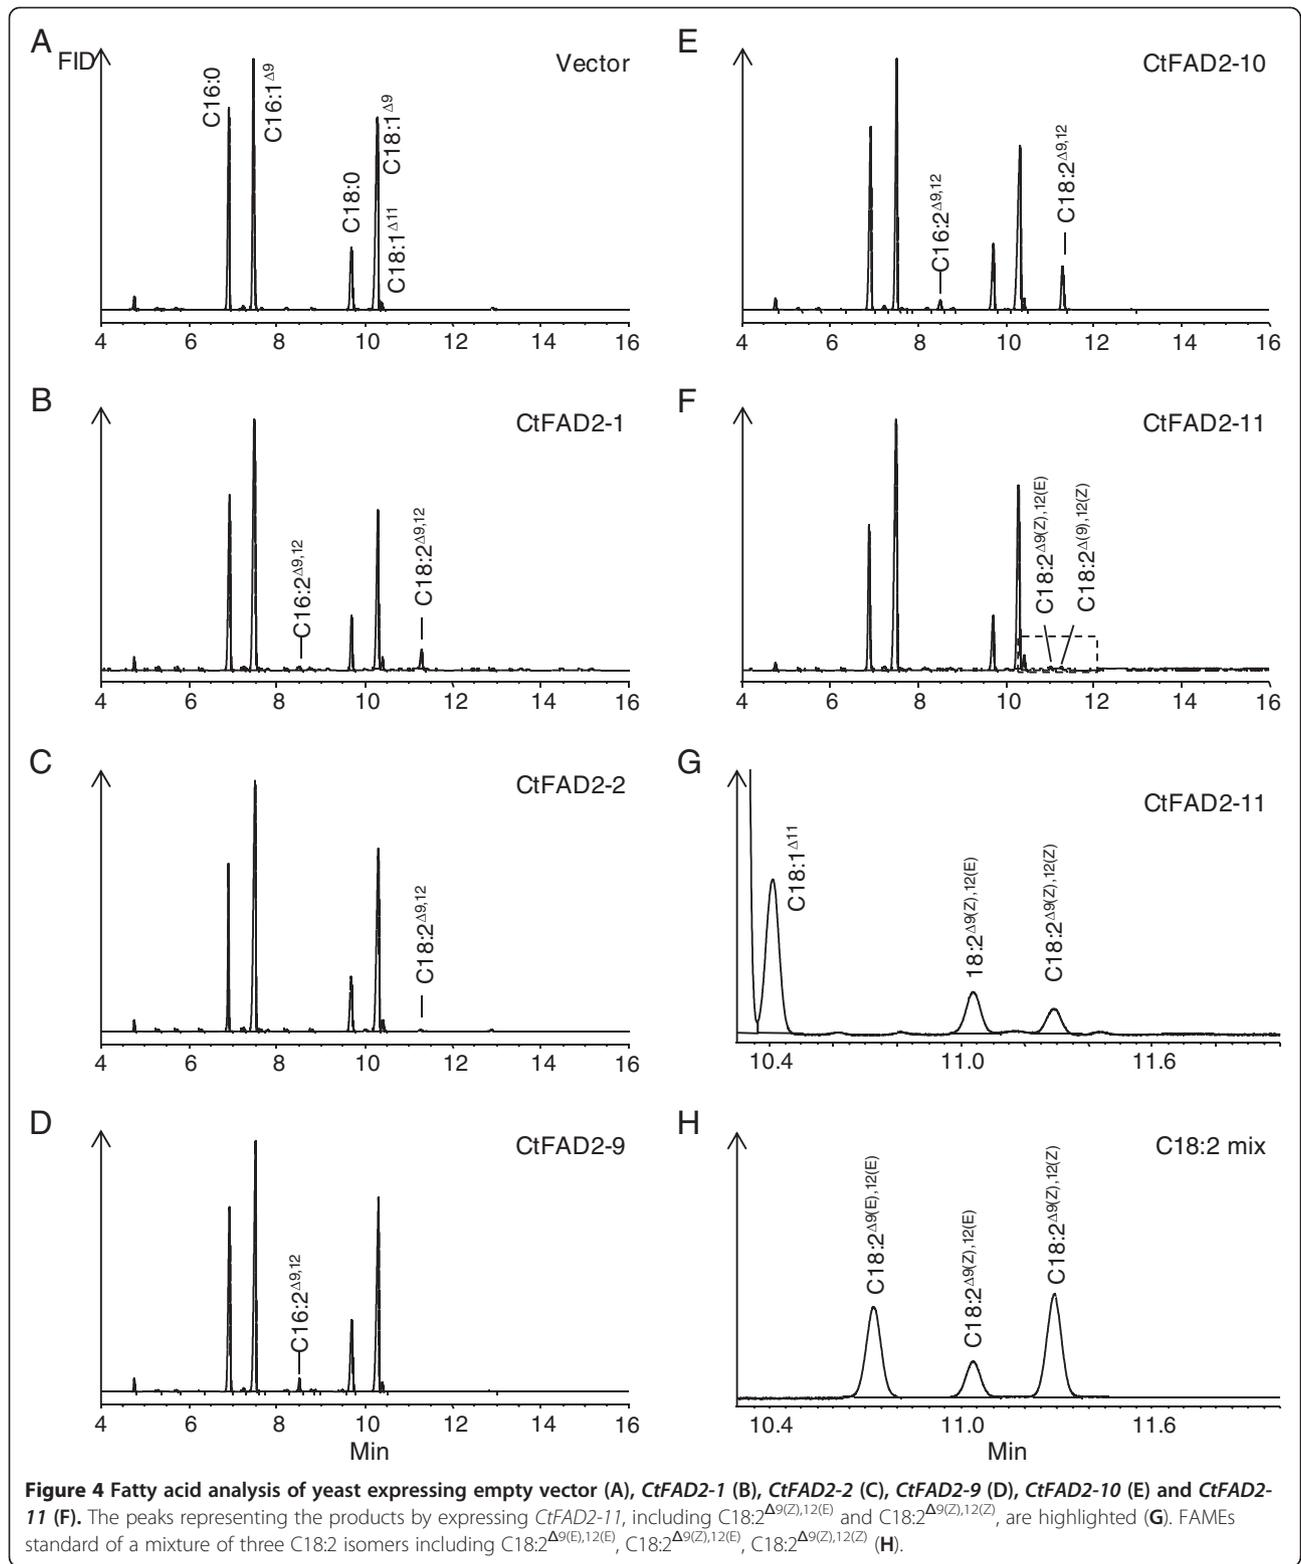 A
FID
Vector
C16:0
C16:1Δ9
C18:0
C18:1Δ9
C18:1Δ11
4 6 8 10 12 14 16
B
CtFAD2-1
C16:2Δ9,12
C18:2Δ9,12
4 6 8 10 12 14 16
C
CtFAD2-2
C18:2Δ9,12
4 6 8 10 12 14 16
D
CtFAD2-9
C16:2Δ9,12
4 6 8 10 12 14 16
Min
E
CtFAD2-10
C16:2Δ9,12
C18:2Δ9,12
4 6 8 10 12 14 16
F
CtFAD2-11
C18:2Δ9(Z),12(E)
C18:2Δ(9),12(Z)
4 6 8 10 12 14 16
G
CtFAD2-11
C18:1Δ11
18:2Δ9(Z),12(E)
C18:2Δ9(Z),12(Z)
10.4 11.0 11.6
H
C18:2 mix
C18:2Δ9(E),12(E)
C18:2Δ9(Z),12(E)
C18:2Δ9(Z),12(Z)
10.4 11.0 11.6
Min
Figure 4 Fatty acid analysis of yeast expressing empty vector (A), CtFAD2-1 (B), CtFAD2-2 (C), CtFAD2-9 (D), CtFAD2-10 (E) and CtFAD2-
11 (F). The peaks representing the products by expressing CtFAD2-11, including C18:2Δ9(Z),12(E) and C18:2Δ9(Z),12(Z), are highlighted (G). FAMEs
standard of a mixture of three C18:2 isomers including C18:2Δ9(E),12(E), C18:2Δ9(Z),12(E), C18:2Δ9(Z),12(Z) (H).